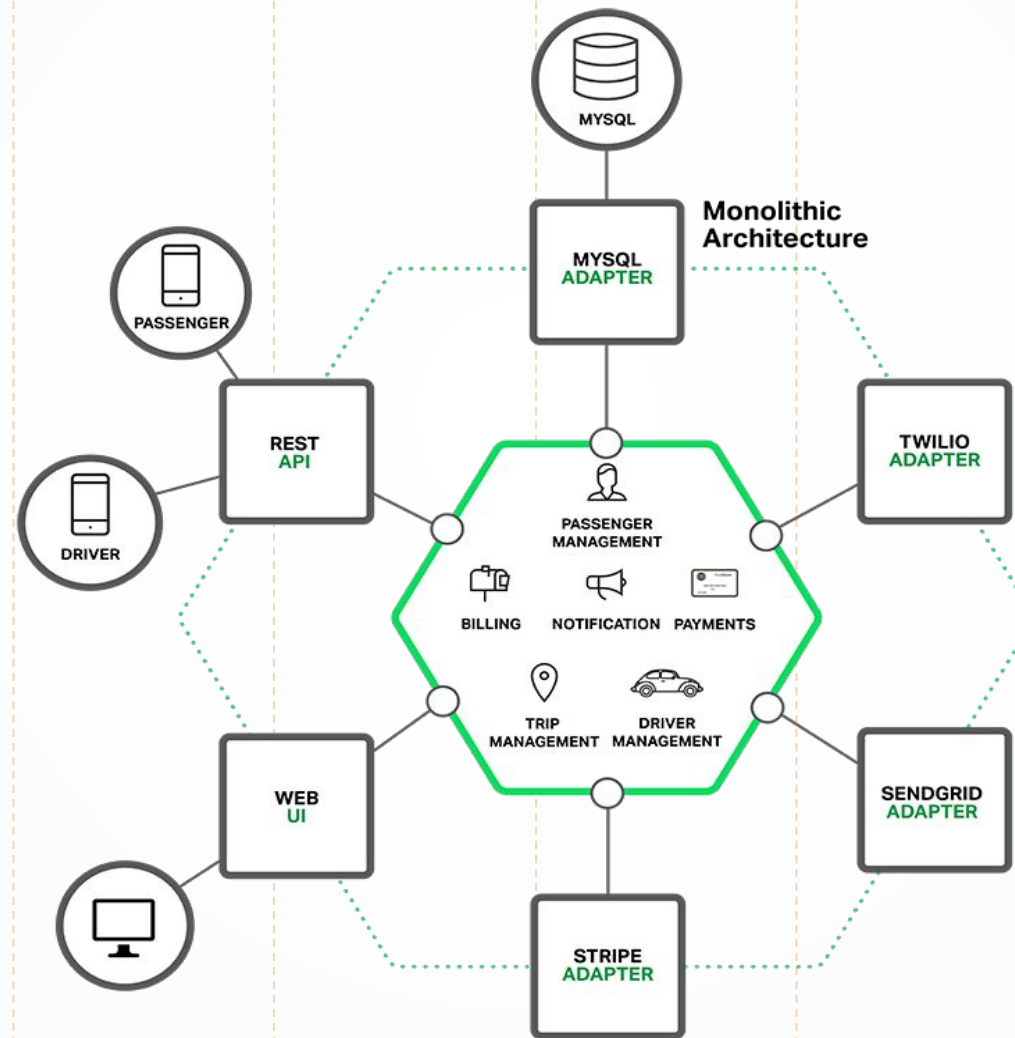 MYSQL
Monolithic
Architecture
MYSQL
ADAPTER
PASSENGER
REST
API
TWILIO
ADAPTER
DRIVER
PASSENGER
MANAGEMENT
BILLING
NOTIFICATION
PAYMENTS
TRIP
MANAGEMENT
DRIVER
MANAGEMENT
WEB
UI
SENDGRID
ADAPTER
STRIPE
ADAPTER